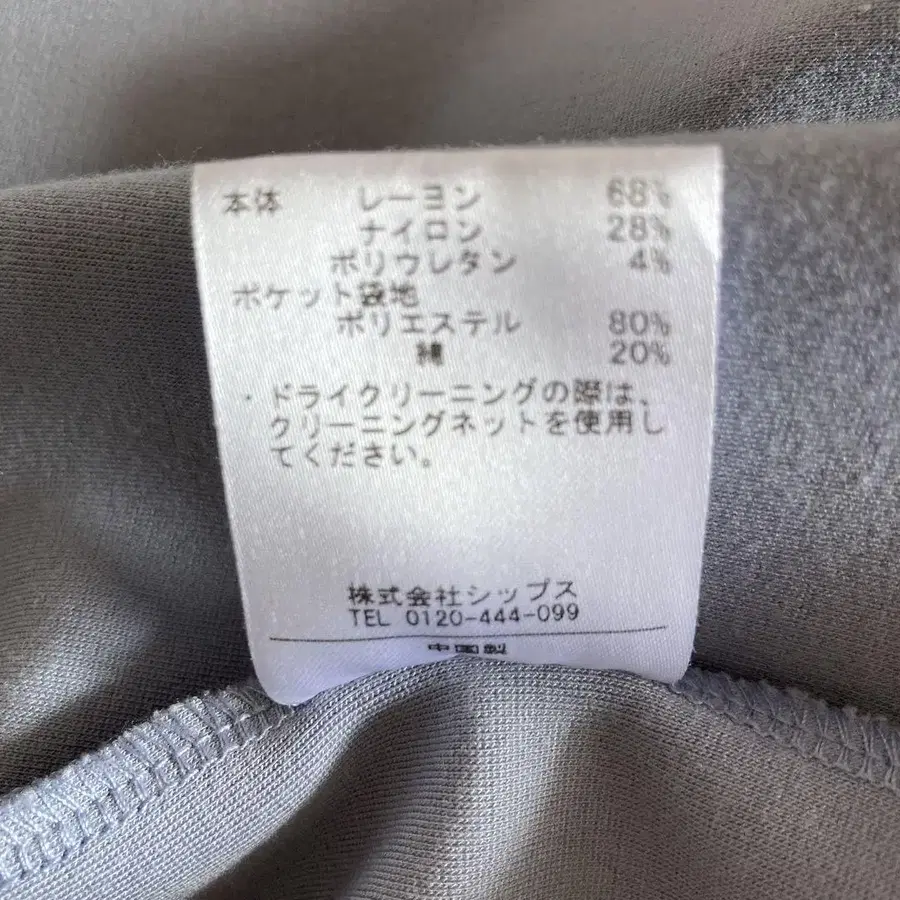 本体 レーヨン 68%
ナイロン 28%
ポリウレタン 4%
ポケット袋地
ポリエステル 80%
綿 20%
・ドライクリーニングの際は、
クリーニングネットを使用し
てください。
株式会社シップス
TEL 0120-444-099
中国製